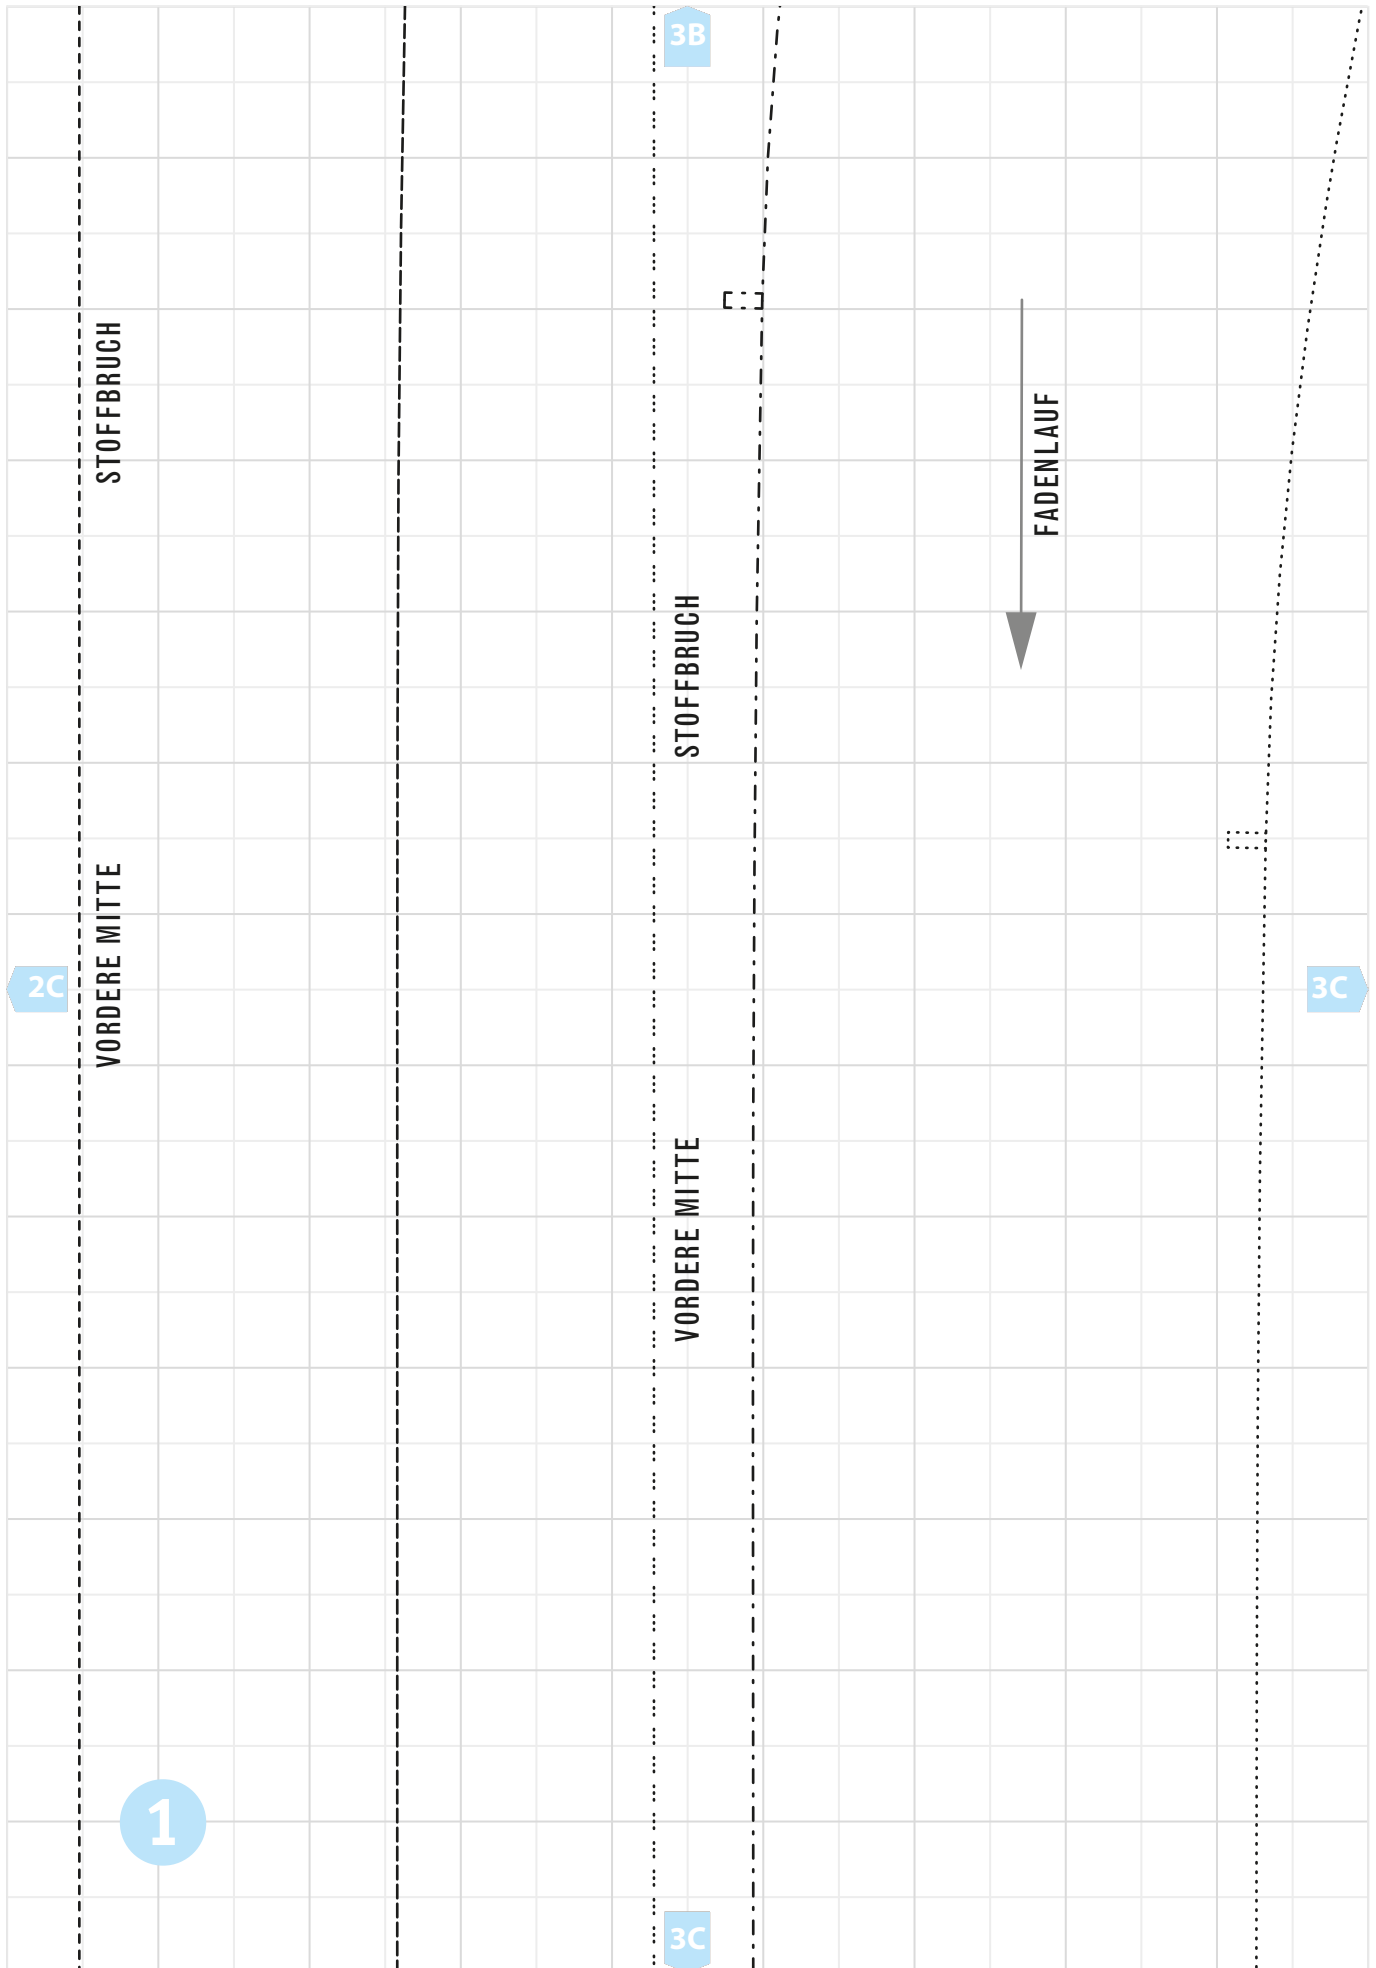 3B
STOFFBRUCH
FADENLAUF
STOFFBRUCH
VORDERE MITTE
2C
3C
VORDERE MITTE
1
3C